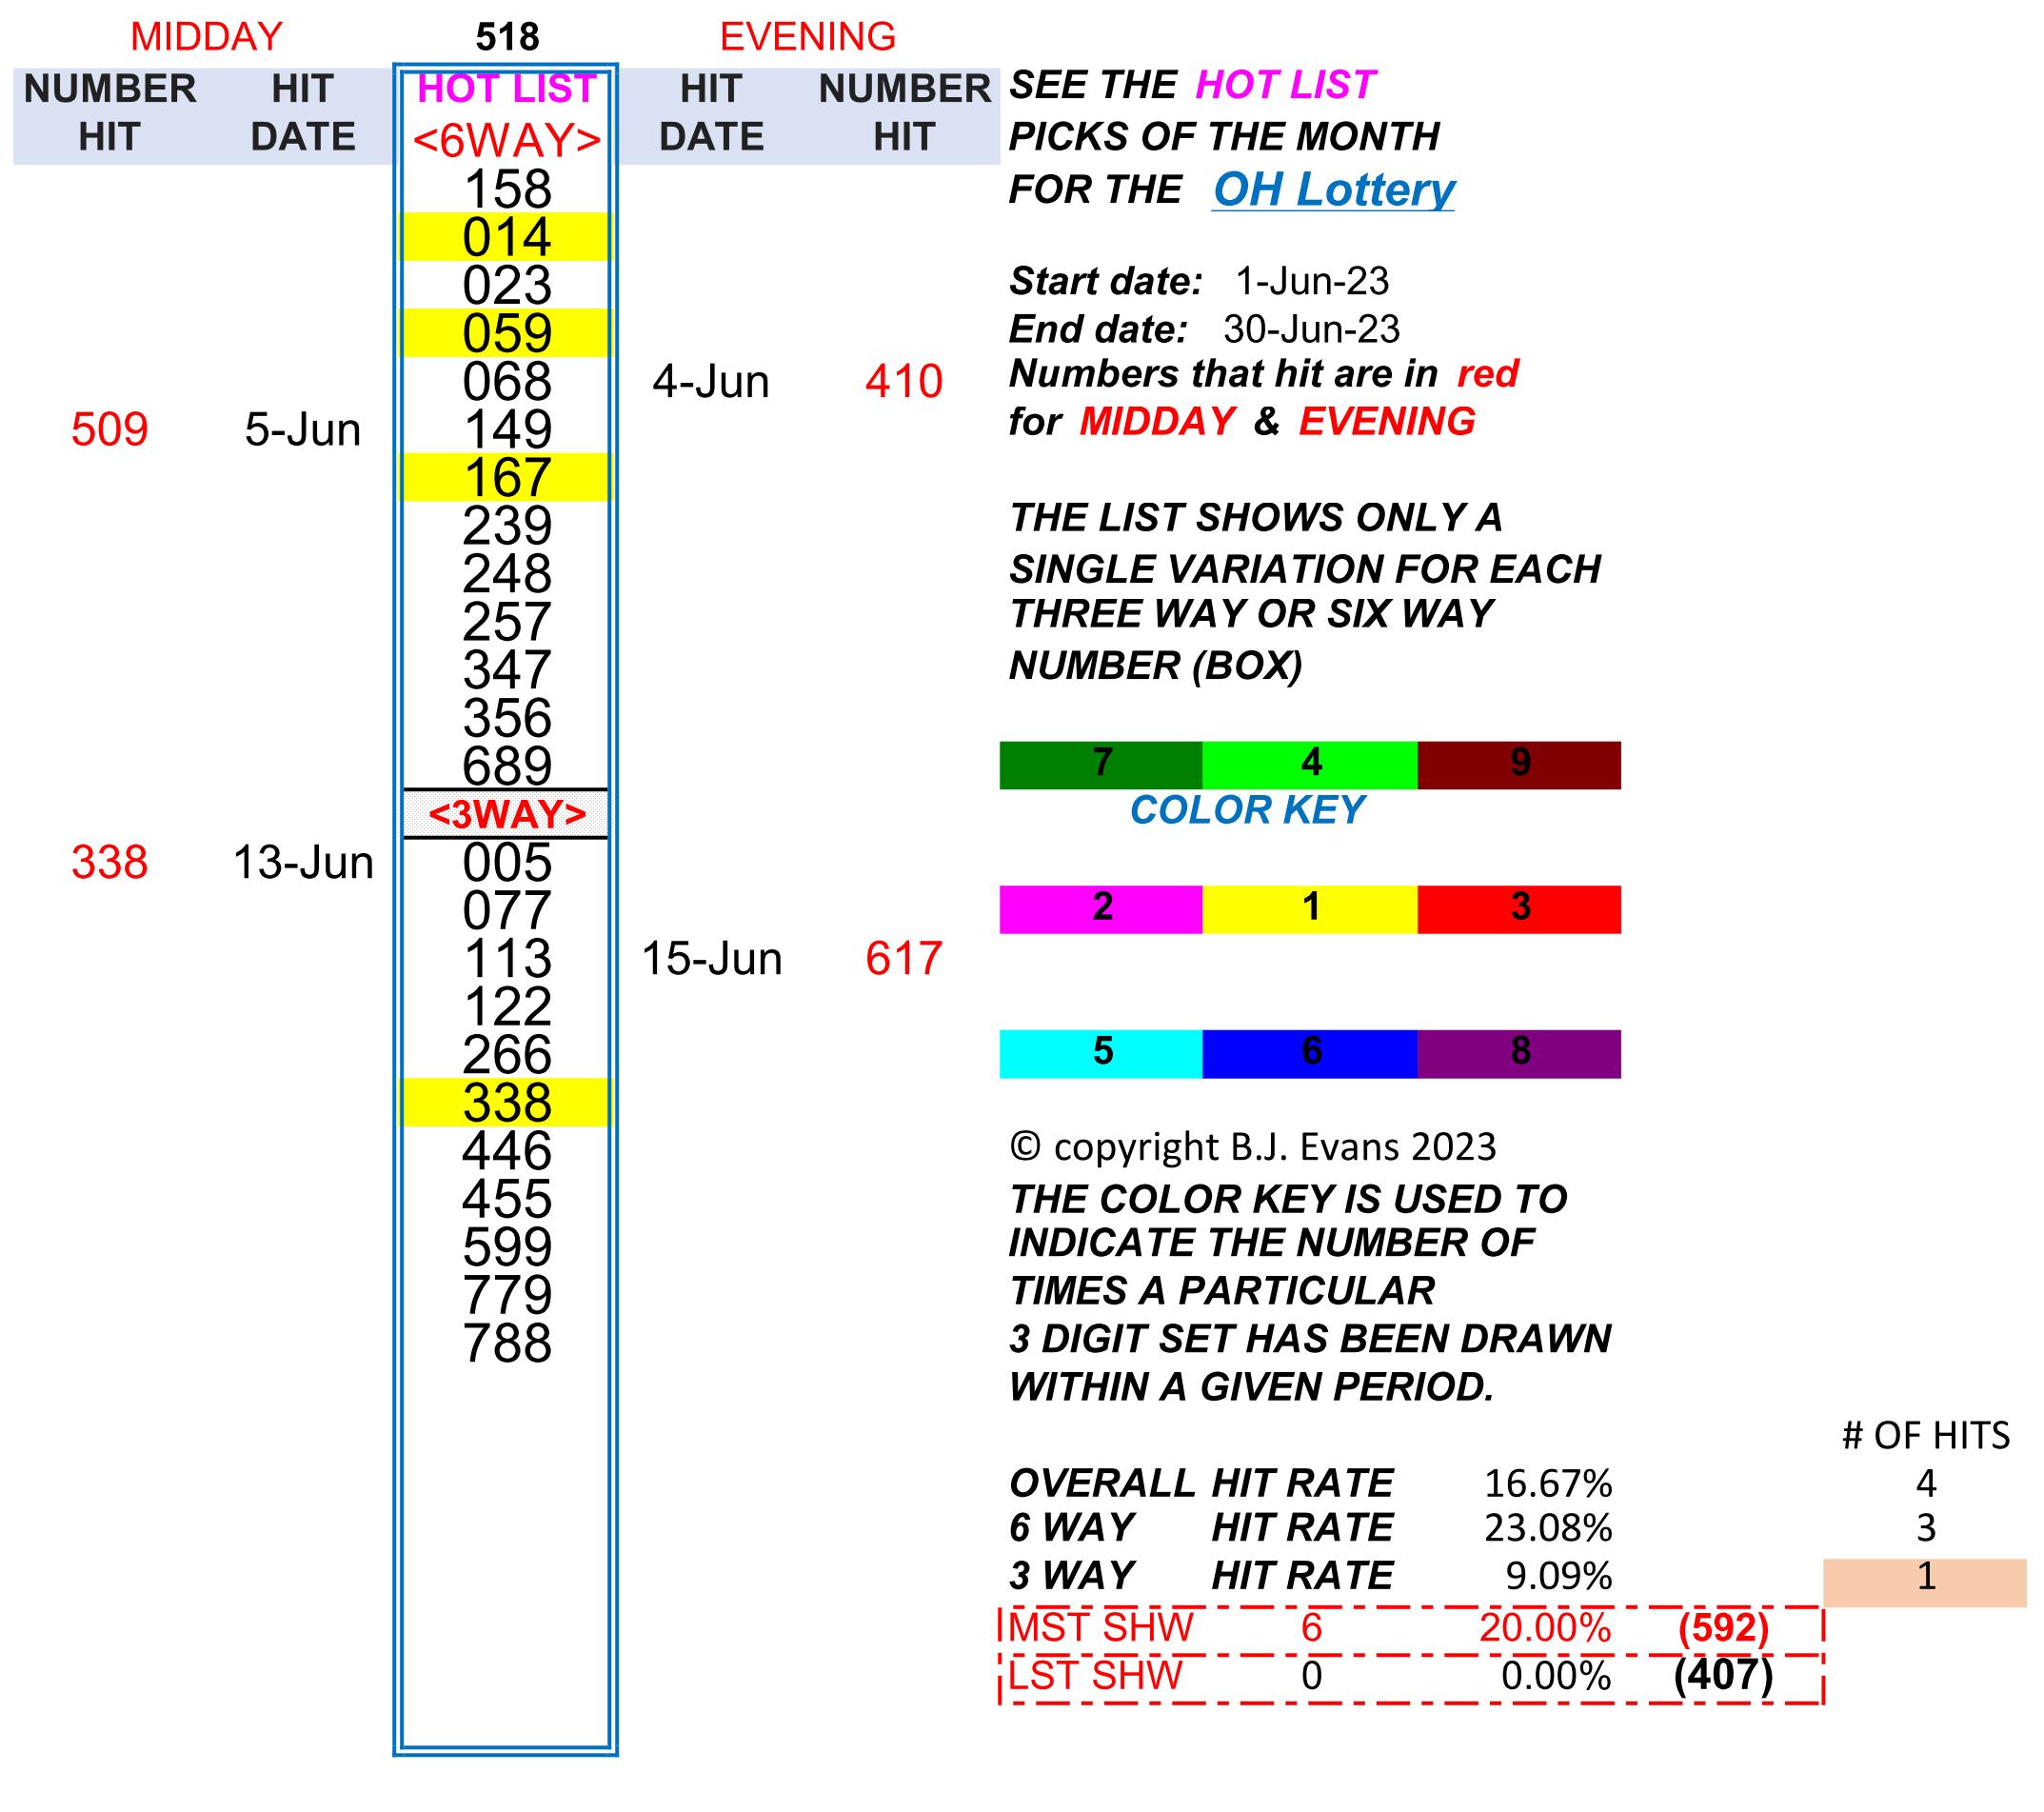 MIDDAY 518 EVENING
NUMBER HIT HOT LIST HIT NUMBER SEE THE HOT LIST
HIT DATE <6WAY> DATE HIT PICKS OF THE MONTH
158 FOR THE OH Lottery
014
023 Start date: 1-Jun-23
059 End date: 30-Jun-23
068 4-Jun 410 Numbers that hit are in red
509 5-Jun 149 for MIDDAY & EVENING
167
239 THE LIST SHOWS ONLY A
248 SINGLE VARIATION FOR EACH
257 THREE WAY OR SIX WAY
347 NUMBER (BOX)
356
689 7 4 9
<3WAY> COLOR KEY
338 13-Jun 005
077 2 1 3
113 15-Jun 617
122
266 5 6 8
338
446 © copyright B.J. Evans 2023
455 THE COLOR KEY IS USED TO
599 INDICATE THE NUMBER OF
779 TIMES A PARTICULAR
788 3 DIGIT SET HAS BEEN DRAWN
WITHIN A GIVEN PERIOD.
# OF HITS
OVERALL HIT RATE 16.67% 4
6 WAY HIT RATE 23.08% 3
3 WAY HIT RATE 9.09% 1
MST SHW 6 20.00% (592)
LST SHW 0 0.00% (407)